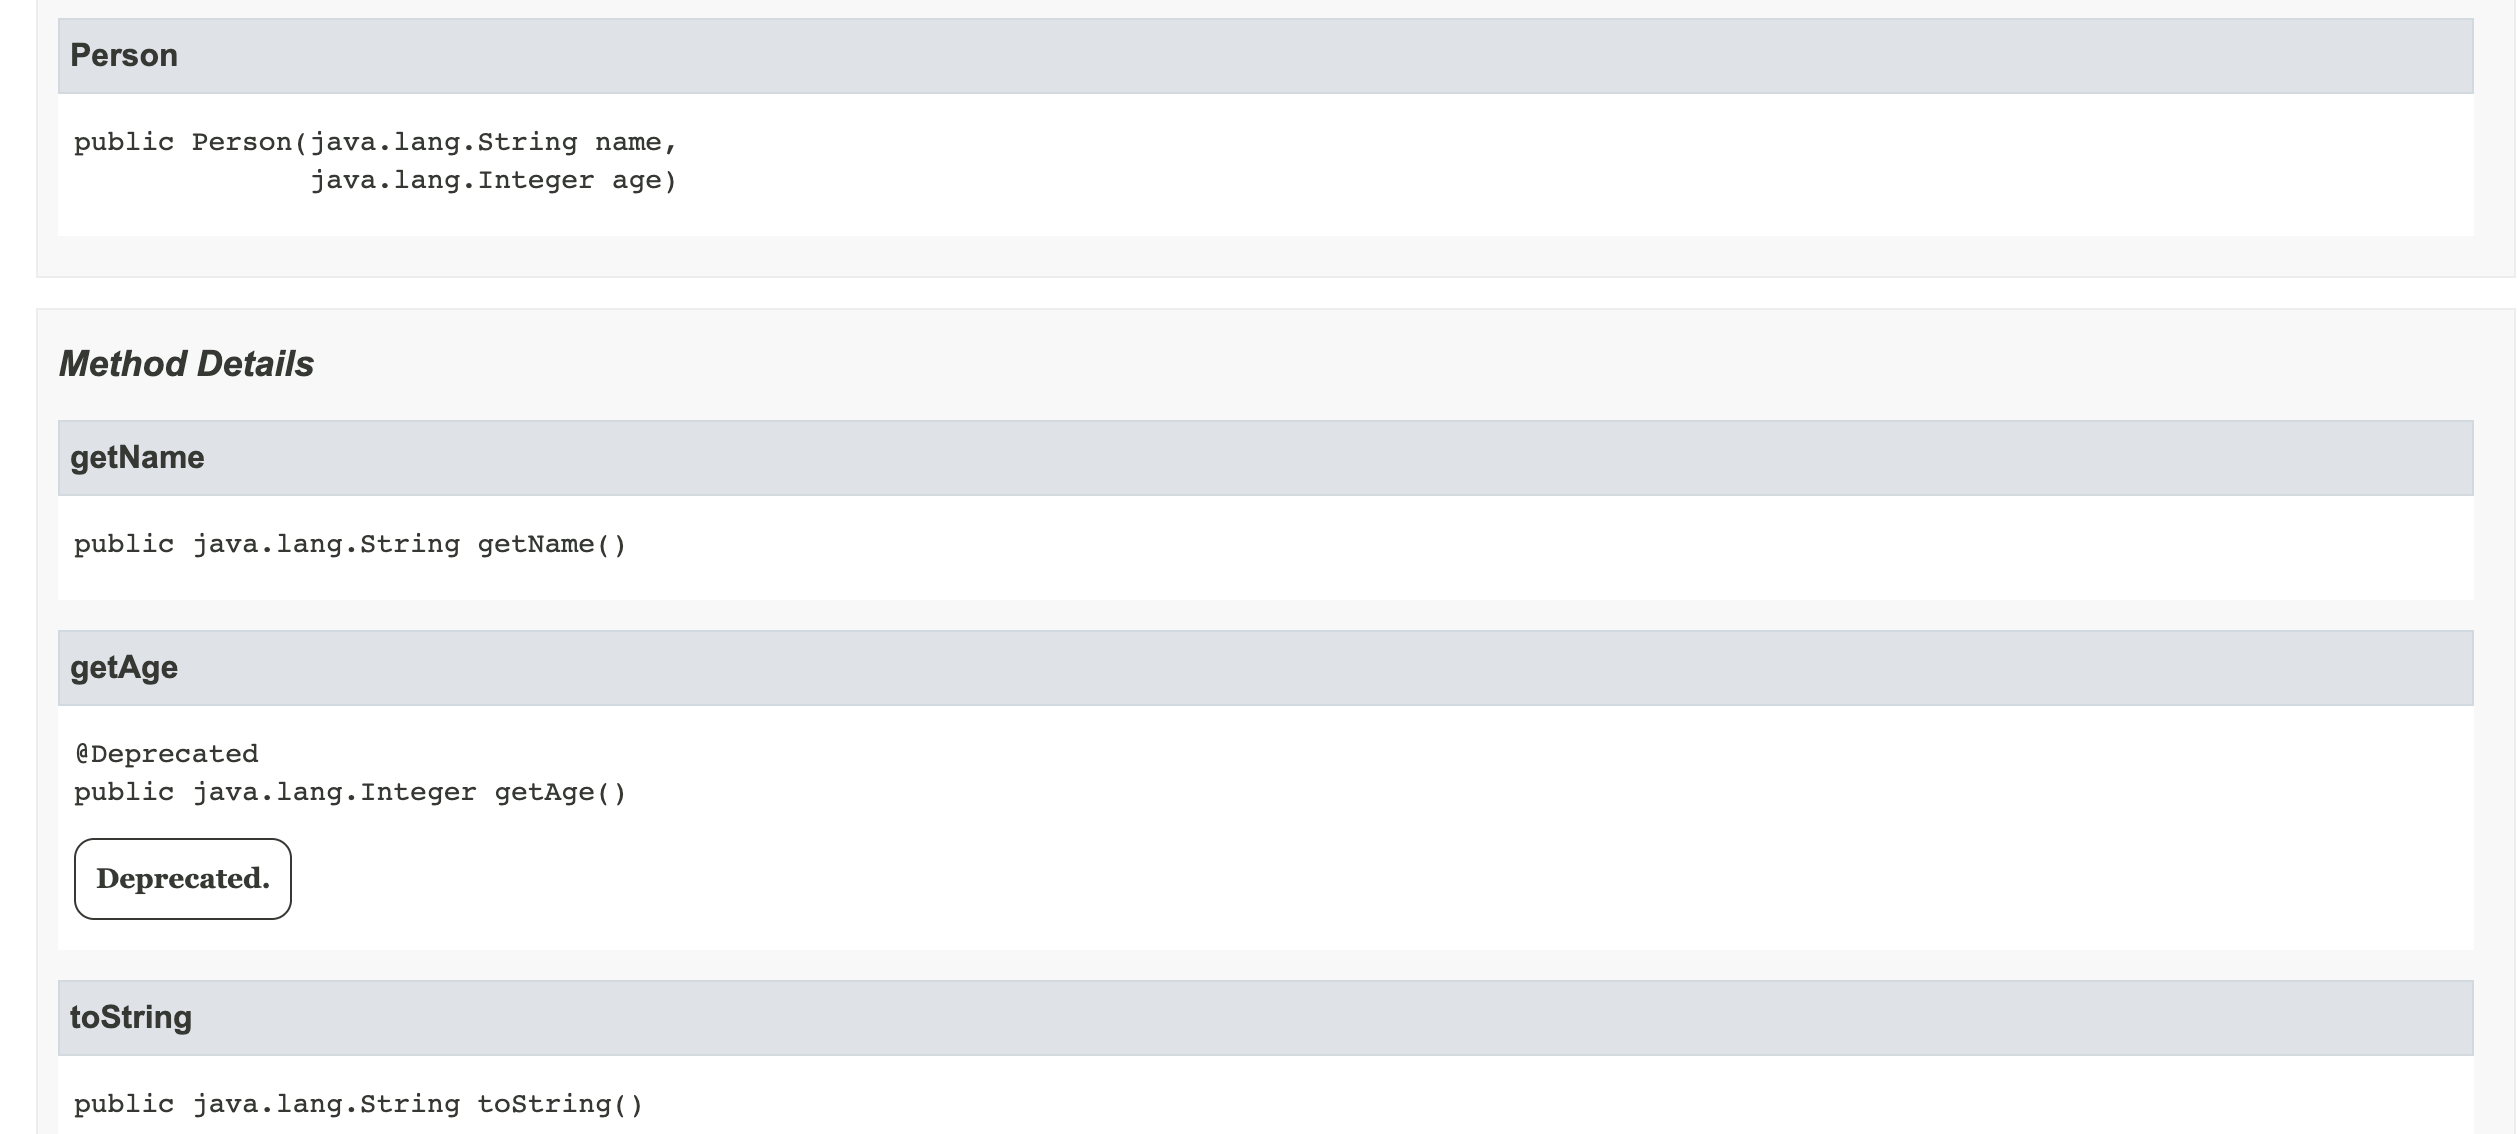 Person
public Person(java.lang.String name,
java.lang.Integer age)
Method Details
getName
public java.lang.String getName()
getAge
@Deprecated
public java.lang.Integer getAge()
Deprecated.
toString
public java.lang.String toString()